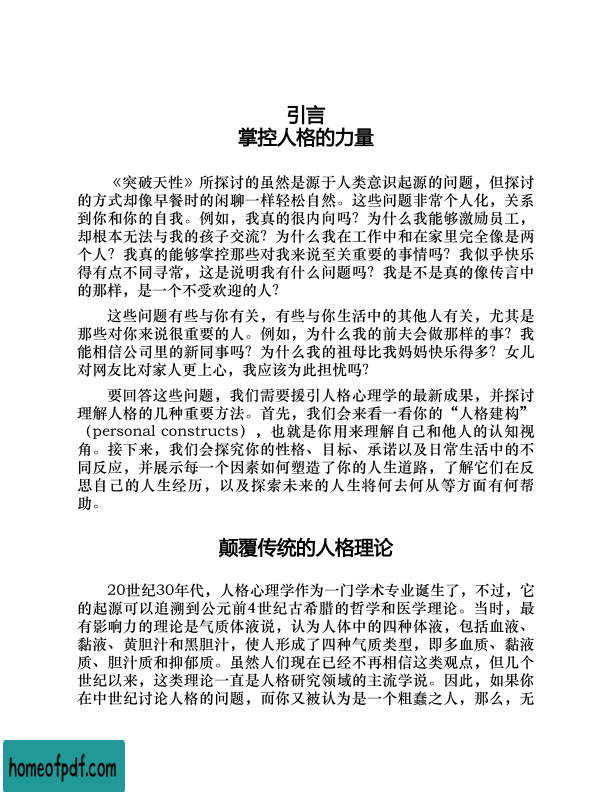 引言
掌控人格的力量
《突破天性》所探讨的虽然是源于人类意识起源的问题，但探讨
的方式却像早餐时的闲聊一样轻松自然。这些问题非常个人化，关系
到你和你的自我。例如，我真的很内向吗？为什么我能够激励员工，
却根本无法与我的孩子交流？为什么我在工作中和在家里完全像是两
个人？我真的能够掌控那些对我来说至关重要的事情吗？我似乎快乐
得有点不同寻常，这是说明我有什么问题吗？我是不是真的像传言中
的那样，是一个不受欢迎的人？
这些问题有些与你有关，有些与你生活中的其他人有关，尤其是
那些对你来说很重要的人。例如，为什么我的前夫会做那样的事？我
能相信公司里的新同事吗？为什么我的祖母比我妈妈快乐得多？女儿
对网友比对家人更上心，我应该为此担忧吗？
要回答这些问题，我们需要援引人格心理学的最新成果，并探讨
理解人格的几种重要方法。首先，我们会来看一看你的“人格建构”
（personal constructs），也就是你用来理解自己和他人的认知视
角。接下来，我们会探究你的性格、目标、承诺以及日常生活中的不
同反应，并展示每一个因素如何塑造了你的人生道路，了解它们在反
思自己的人生经历，以及探索未来的人生将何去何从等方面有何帮
助。
颠覆传统的人格理论
20世纪30年代，人格心理学作为一门学术专业诞生了，不过，它
的起源可以追溯到公元前4世纪古希腊的哲学和医学理论。当时，最
有影响力的理论是气质体液说，认为人体中的四种体液，包括血液、
黏液、黄胆汁和黑胆汁，使人形成了四种气质类型，即多血质、黏液
质、胆汁质和抑郁质。虽然人们现在已经不再相信这类观点，但几个
世纪以来，这类理论一直是人格研究领域的主流学说。因此，如果你
在中世纪讨论人格的问题，而你又被认为是一个粗蠢之人，那么，无
homeofpdf.com